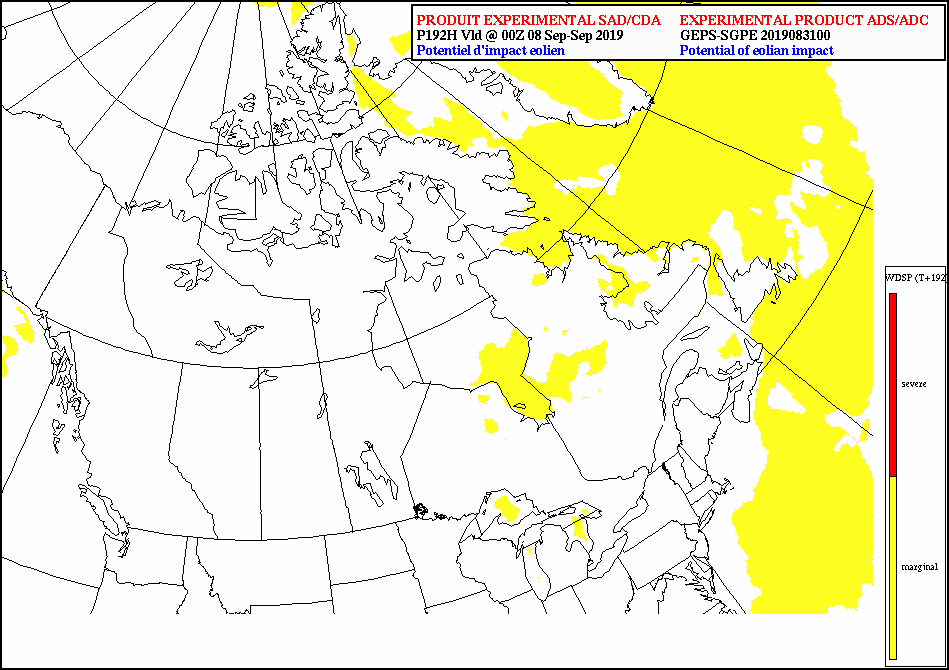 PRODUIT EXPERIMENTAL SAD/CDA EXPERIMENTAL PRODUCT ADS/ADC
P192H Vld @ 00Z 08 Sep-Sep 2019 GEPS-SGPE 2019083100
Potentiel d'impact eolien Potential of eolian impact
WDSP (T+192
severe
marginal